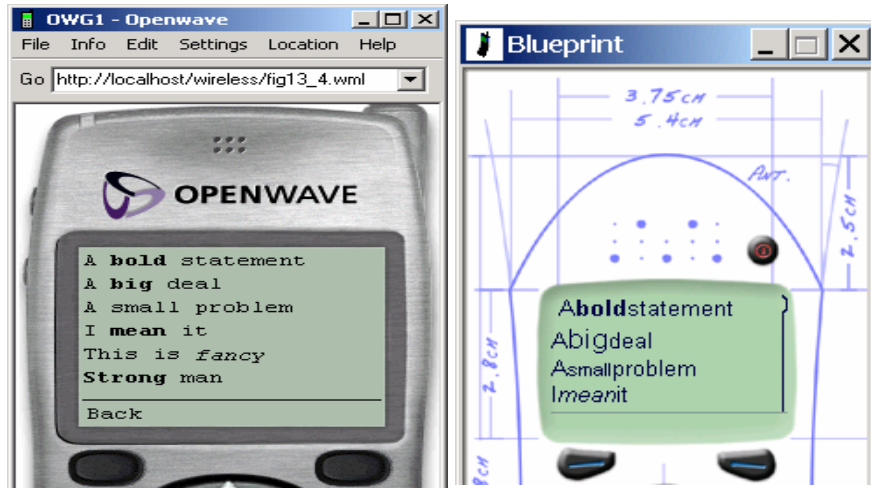 OWG1 - Openwave
File Info Edit Settings Location Help
Go http://localhost/wireless/fig13_4.wml
OPENWAVE
A bold statement
A big deal
A small problem
I mean it
This is fancy
Strong man
Back
Blueprint
3.75CM
5.4CM
ANT.
2.5CM
Aboldstatement
Abigdeal
Asmallproblem
Imeanit
2.8CM
8CM